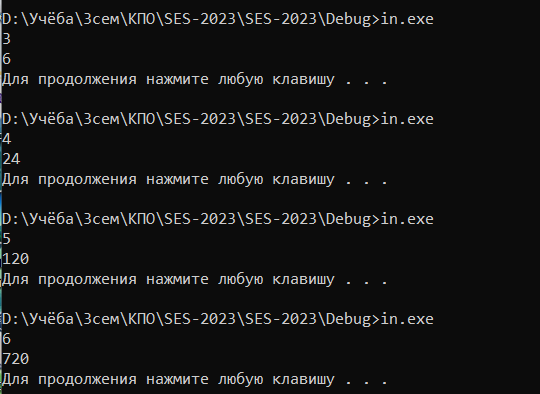 D:\Учёба\3сем\КПО\SES-2023\SES-2023\Debug>in.exe
3
6
Для продолжения нажмите любую клавишу . . .
D:\Учёба\3сем\КПО\SES-2023\SES-2023\Debug>in.exe
4
24
Для продолжения нажмите любую клавишу . . .
D:\Учёба\3сем\КПО\SES-2023\SES-2023\Debug>in.exe
5
120
Для продолжения нажмите любую клавишу . . .
D:\Учёба\3сем\КПО\SES-2023\SES-2023\Debug>in.exe
6
720
Для продолжения нажмите любую клавишу . . .